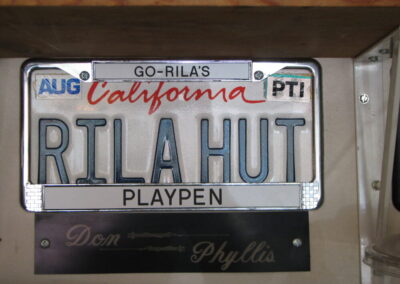 GO-RILA'S
AUG California PTI
RILA HUT
PLAYPEN
Don
Phyllis